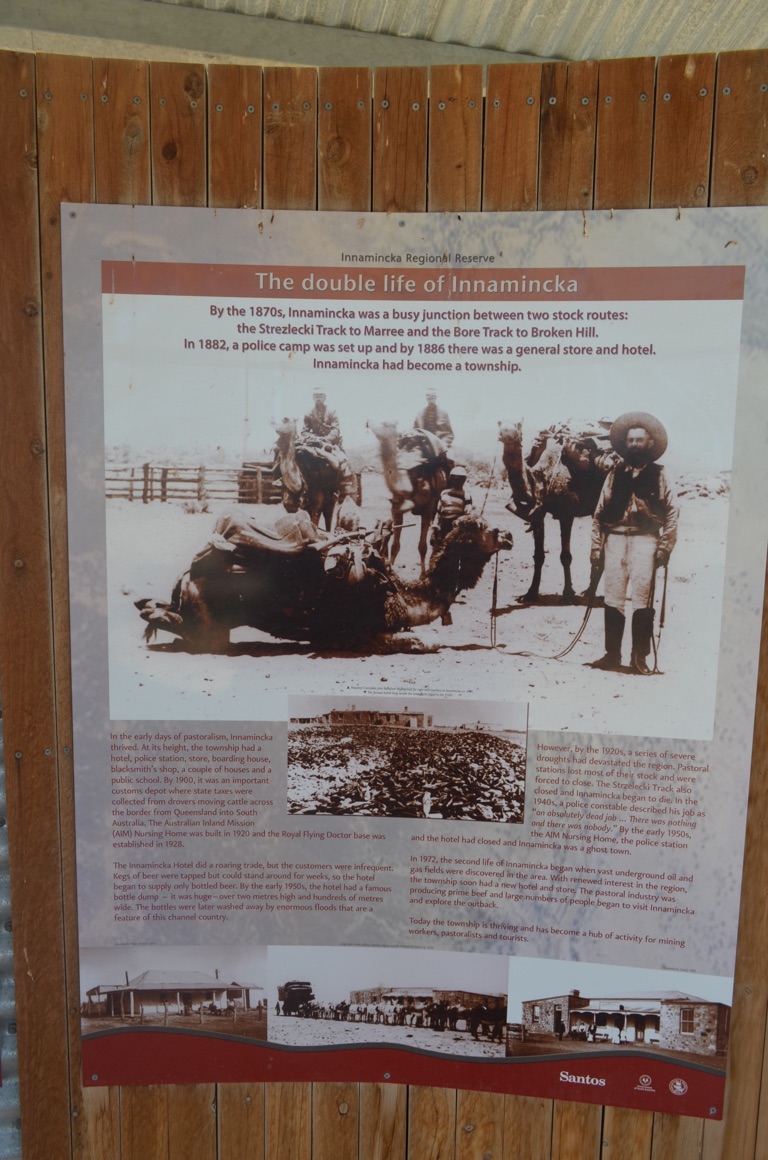 Innamincka Regional Reserve
The double life of Innamincka
By the 1870s, Innamincka was a busy junction between two stock routes:
the Strezlecki Track to Marree and the Bore Track to Broken Hill.
In 1882, a police camp was set up and by 1886 there was a general store and hotel.
Innamincka had become a township.
In the early days of pastoralism, Innamincka
thrived. At its height, the township had a
hotel, police station, store, boarding house,
blacksmith's shop, a couple of houses and a
public school. By 1900, it was an important
customs depot where state taxes were
collected from drovers moving cattle across
the border from Queensland into South
Australia. The Australian Inland Mission
(AIM) Nursing Home was built in 1920 and the Royal Flying Doctor base was
established in 1928.
The Innamincka Hotel did a roaring trade, but the customers were infrequent.
Kegs of beer were tapped but could stand around for weeks, so the hotel
began to supply only bottled beer. By the early 1950s, the hotel had a famous
bottle dump – it was huge – over two metres high and hundreds of metres
wide. The bottles were later washed away by enormous floods that are a
feature of this channel country.
However, by the 1920s, a series of severe
droughts had devastated the region. Pastoral
stations lost most of their stock and were
forced to close. The Strzelecki Track also
closed and Innamincka began to die. In the
1940s, a police constable described his job as
"an absolutely dead job ... There was nothing
and there was nobody." By the early 1950s,
the AIM Nursing Home, the police station
and the hotel had closed and Innamincka was a ghost town.
In 1972, the second life of Innamincka began when vast underground oil and
gas fields were discovered in the area. With renewed interest in the region,
the township soon had a new hotel and store. The pastoral industry was
producing prime beef and large numbers of people began to visit Innamincka
and explore the outback.
Today the township is thriving and has become a hub of activity for mining
workers, pastoralists and tourists.
Santos